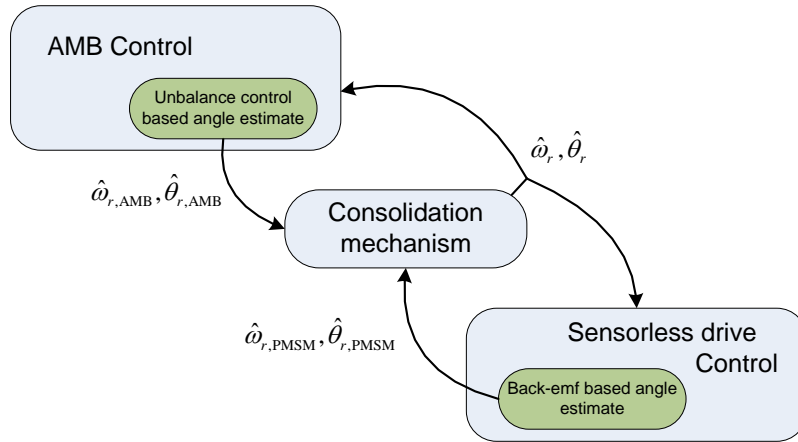 AMB Control
Unbalance control
based angle estimate
ω̂r, θ̂r
ω̂r,AMB, θ̂r,AMB
Consolidation
mechanism
ω̂r,PMSM, θ̂r,PMSM
Sensorless drive
Control
Back-emf based angle
estimate